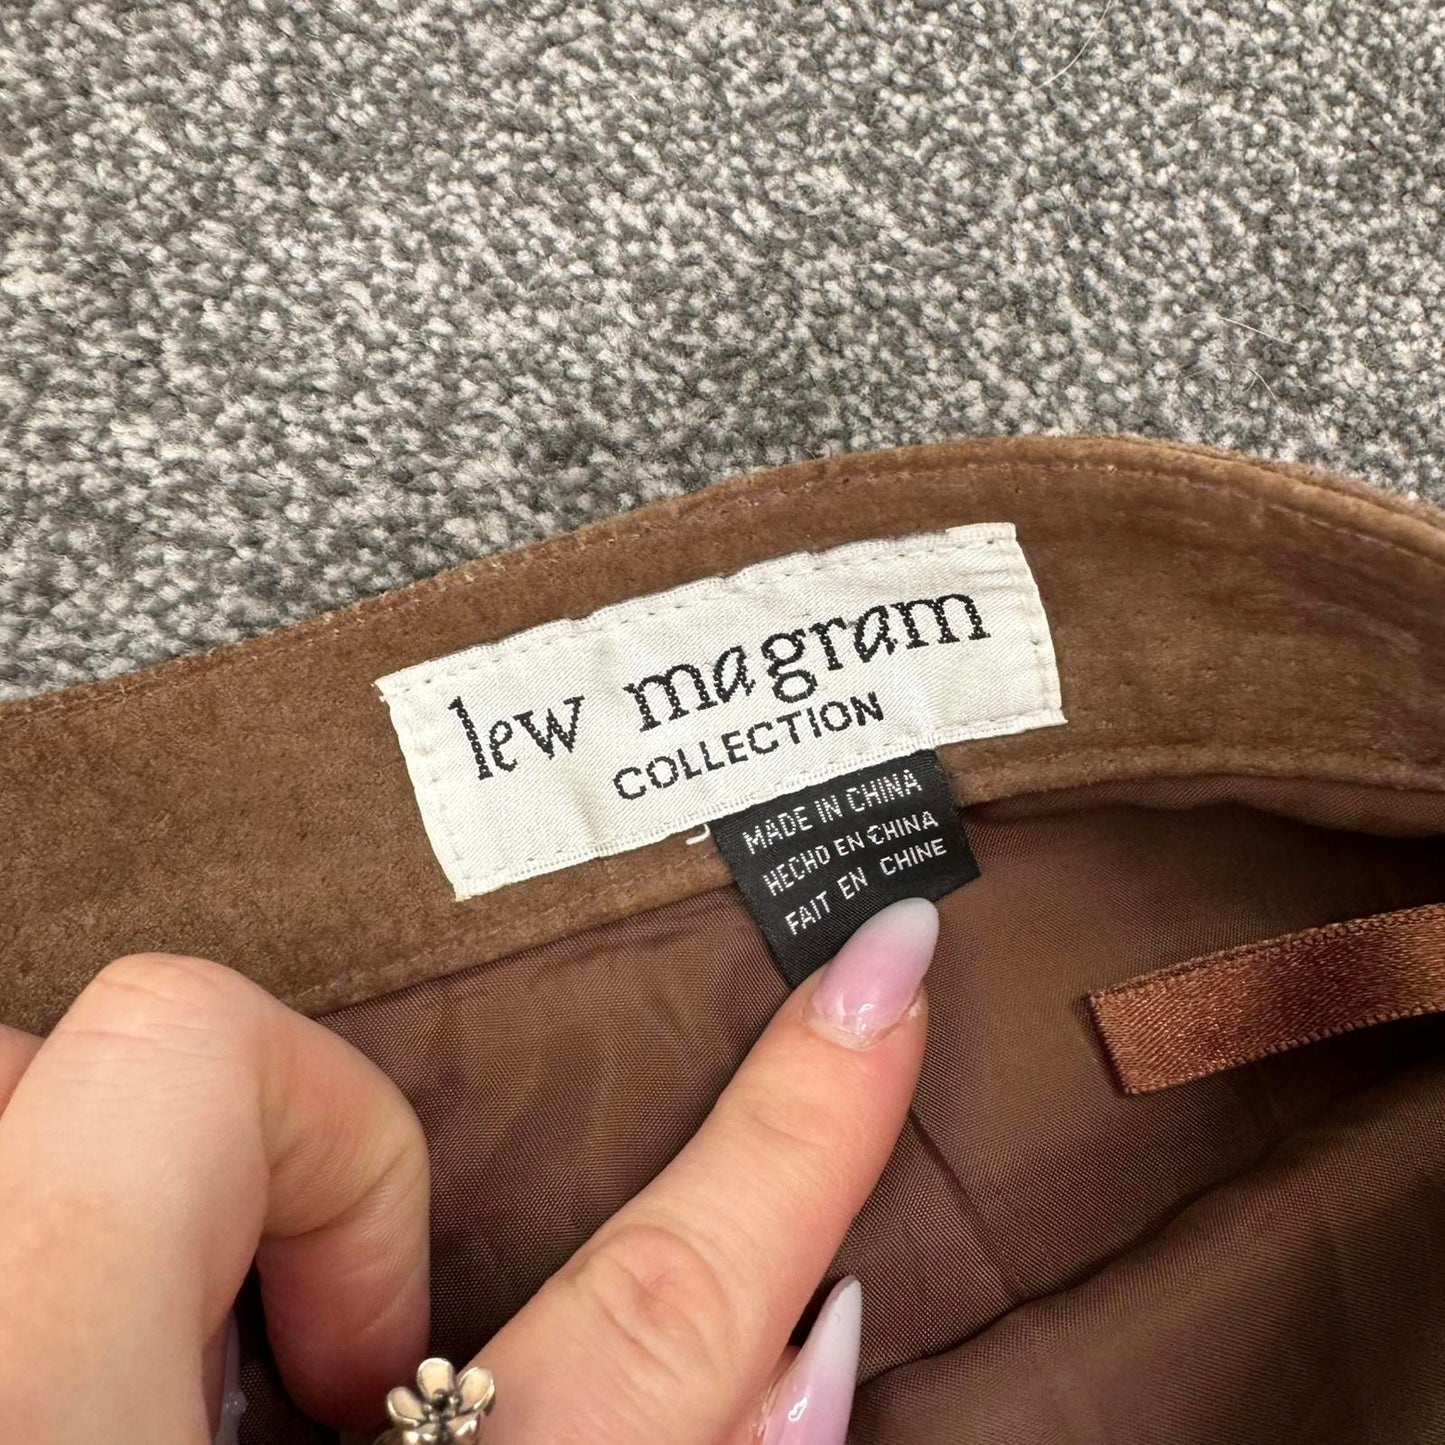 lew magram
COLLECTION
MADE IN CHINA
HECHO EN CHINA
FAIT EN CHINE